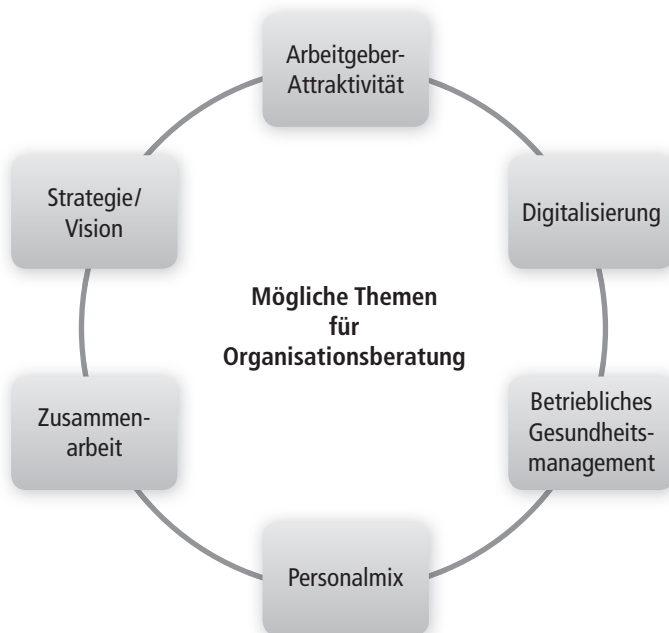 Arbeitgeber-
Attraktivität
Strategie/
Vision
Digitalisierung
Mögliche Themen
für
Organisationsberatung
Zusammen-
arbeit
Betriebliches
Gesundheits-
management
Personalmix